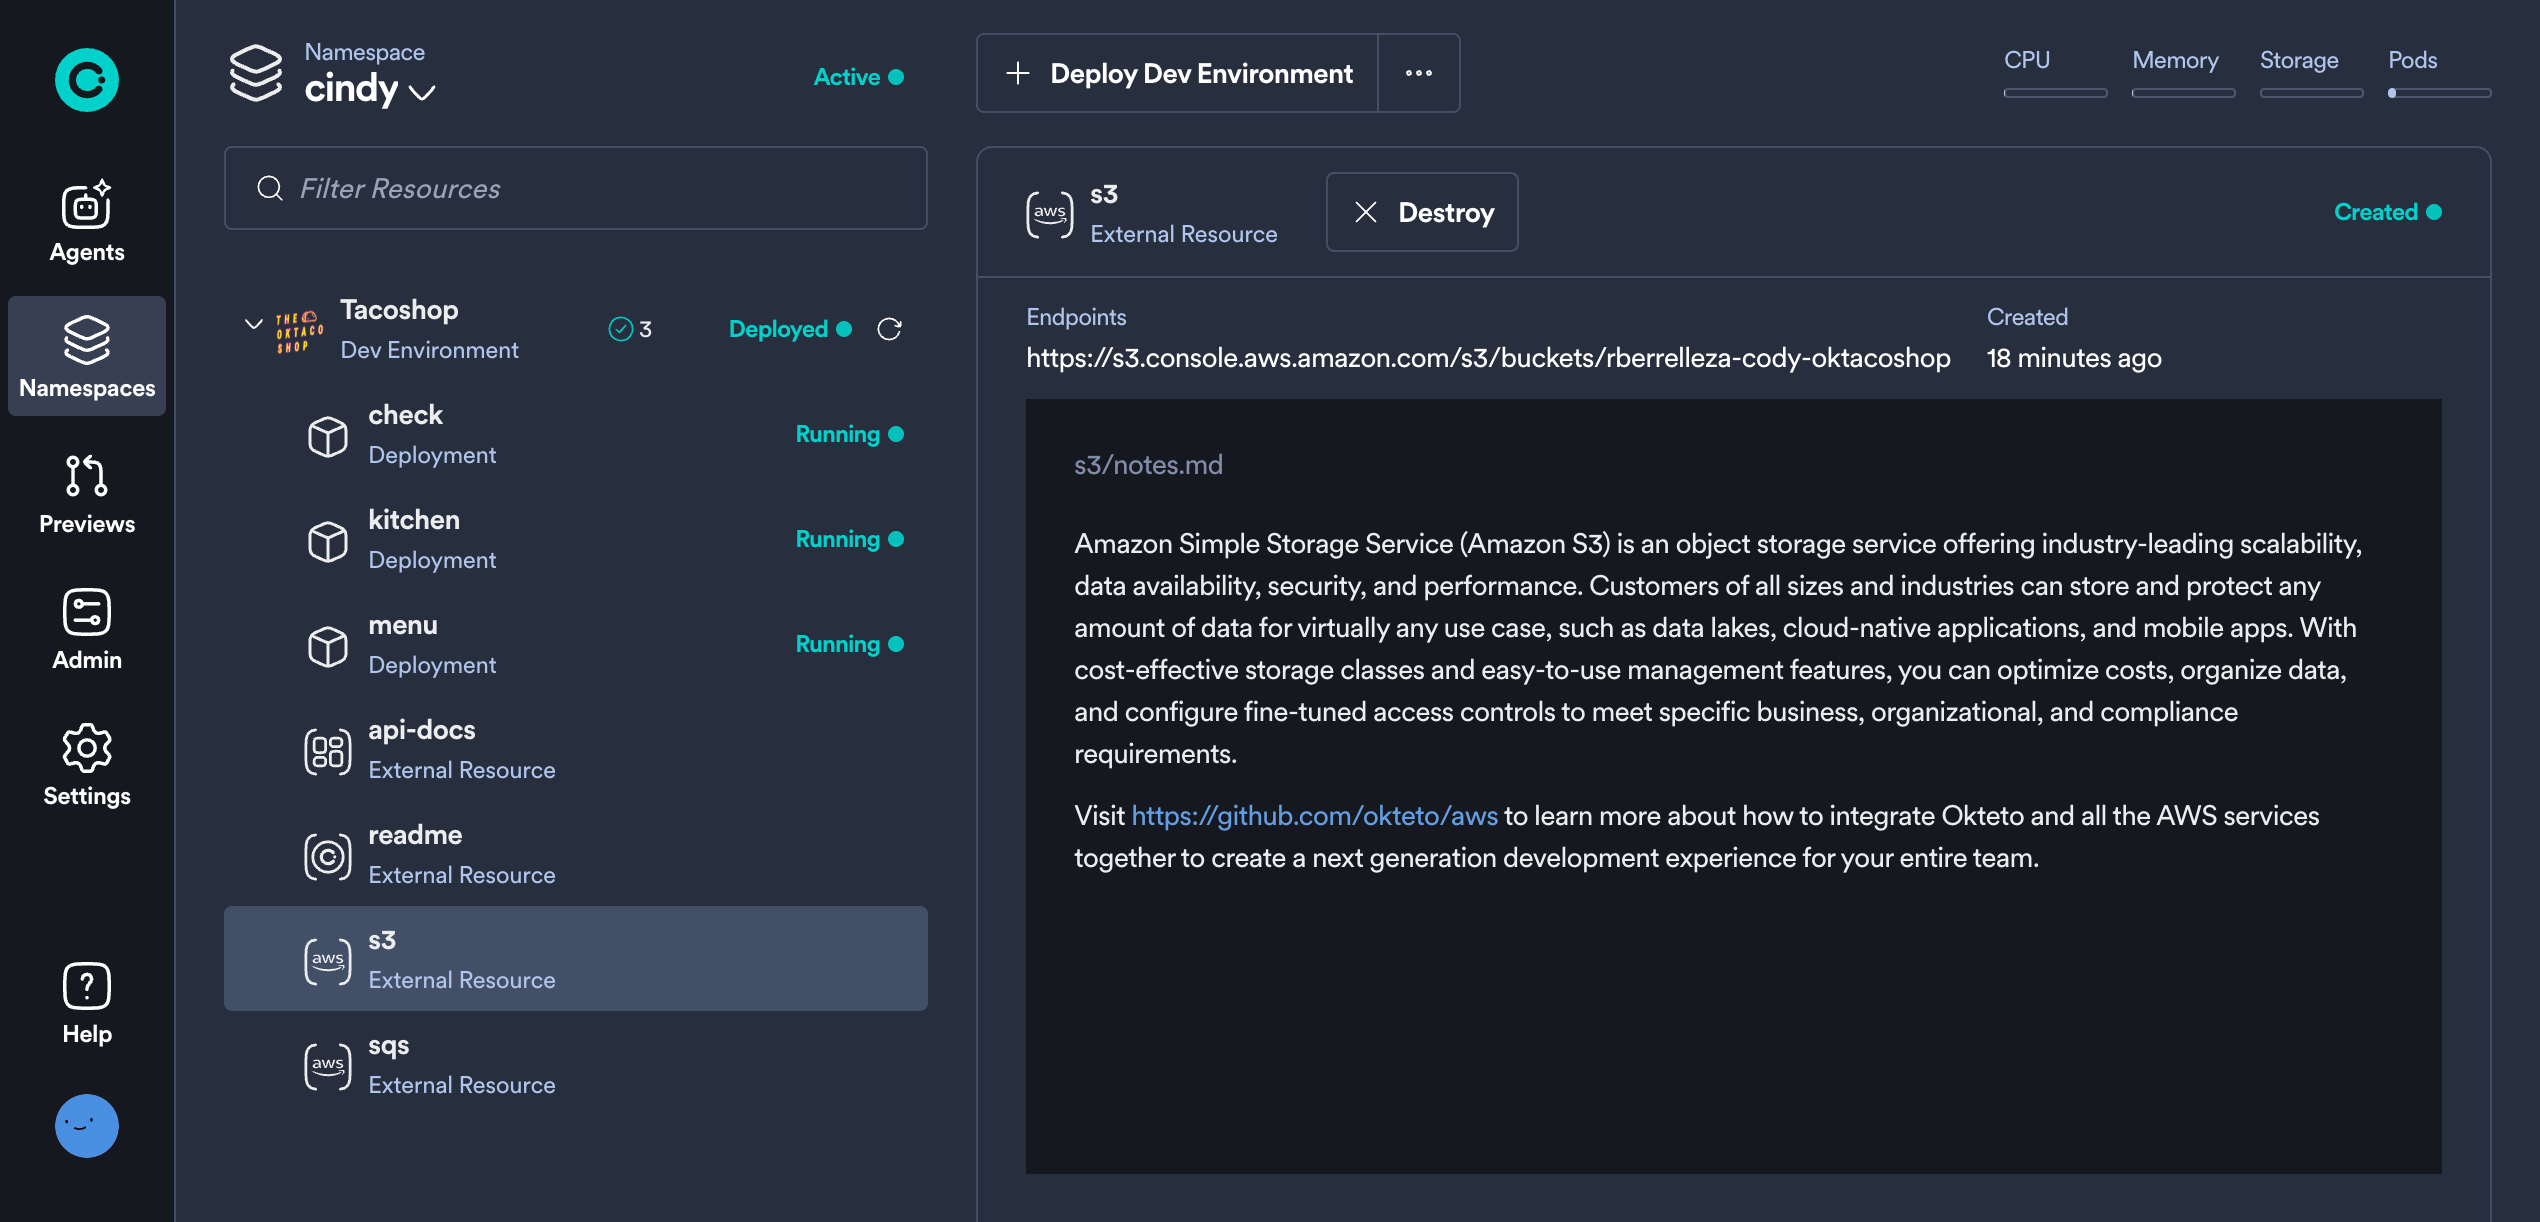 Agents
Namespaces
Previews
Admin
Settings
Help
Namespace
cindy
Active
Filter Resources
THE
OKTACO
SHOP
Tacoshop
Dev Environment
3
Deployed
check
Deployment
Running
kitchen
Deployment
Running
menu
Deployment
Running
api-docs
External Resource
readme
External Resource
aws
s3
External Resource
aws
sqs
External Resource
Deploy Dev Environment
CPU
Memory
Storage
Pods
aws
s3
External Resource
Destroy
Created
Endpoints
https://s3.console.aws.amazon.com/s3/buckets/rberrelleza-cody-oktacoshop
Created
18 minutes ago
s3/notes.md
Amazon Simple Storage Service (Amazon S3) is an object storage service offering industry-leading scalability,
data availability, security, and performance. Customers of all sizes and industries can store and protect any
amount of data for virtually any use case, such as data lakes, cloud-native applications, and mobile apps. With
cost-effective storage classes and easy-to-use management features, you can optimize costs, organize data,
and configure fine-tuned access controls to meet specific business, organizational, and compliance
requirements.
Visit https://github.com/okteto/aws to learn more about how to integrate Okteto and all the AWS services
together to create a next generation development experience for your entire team.